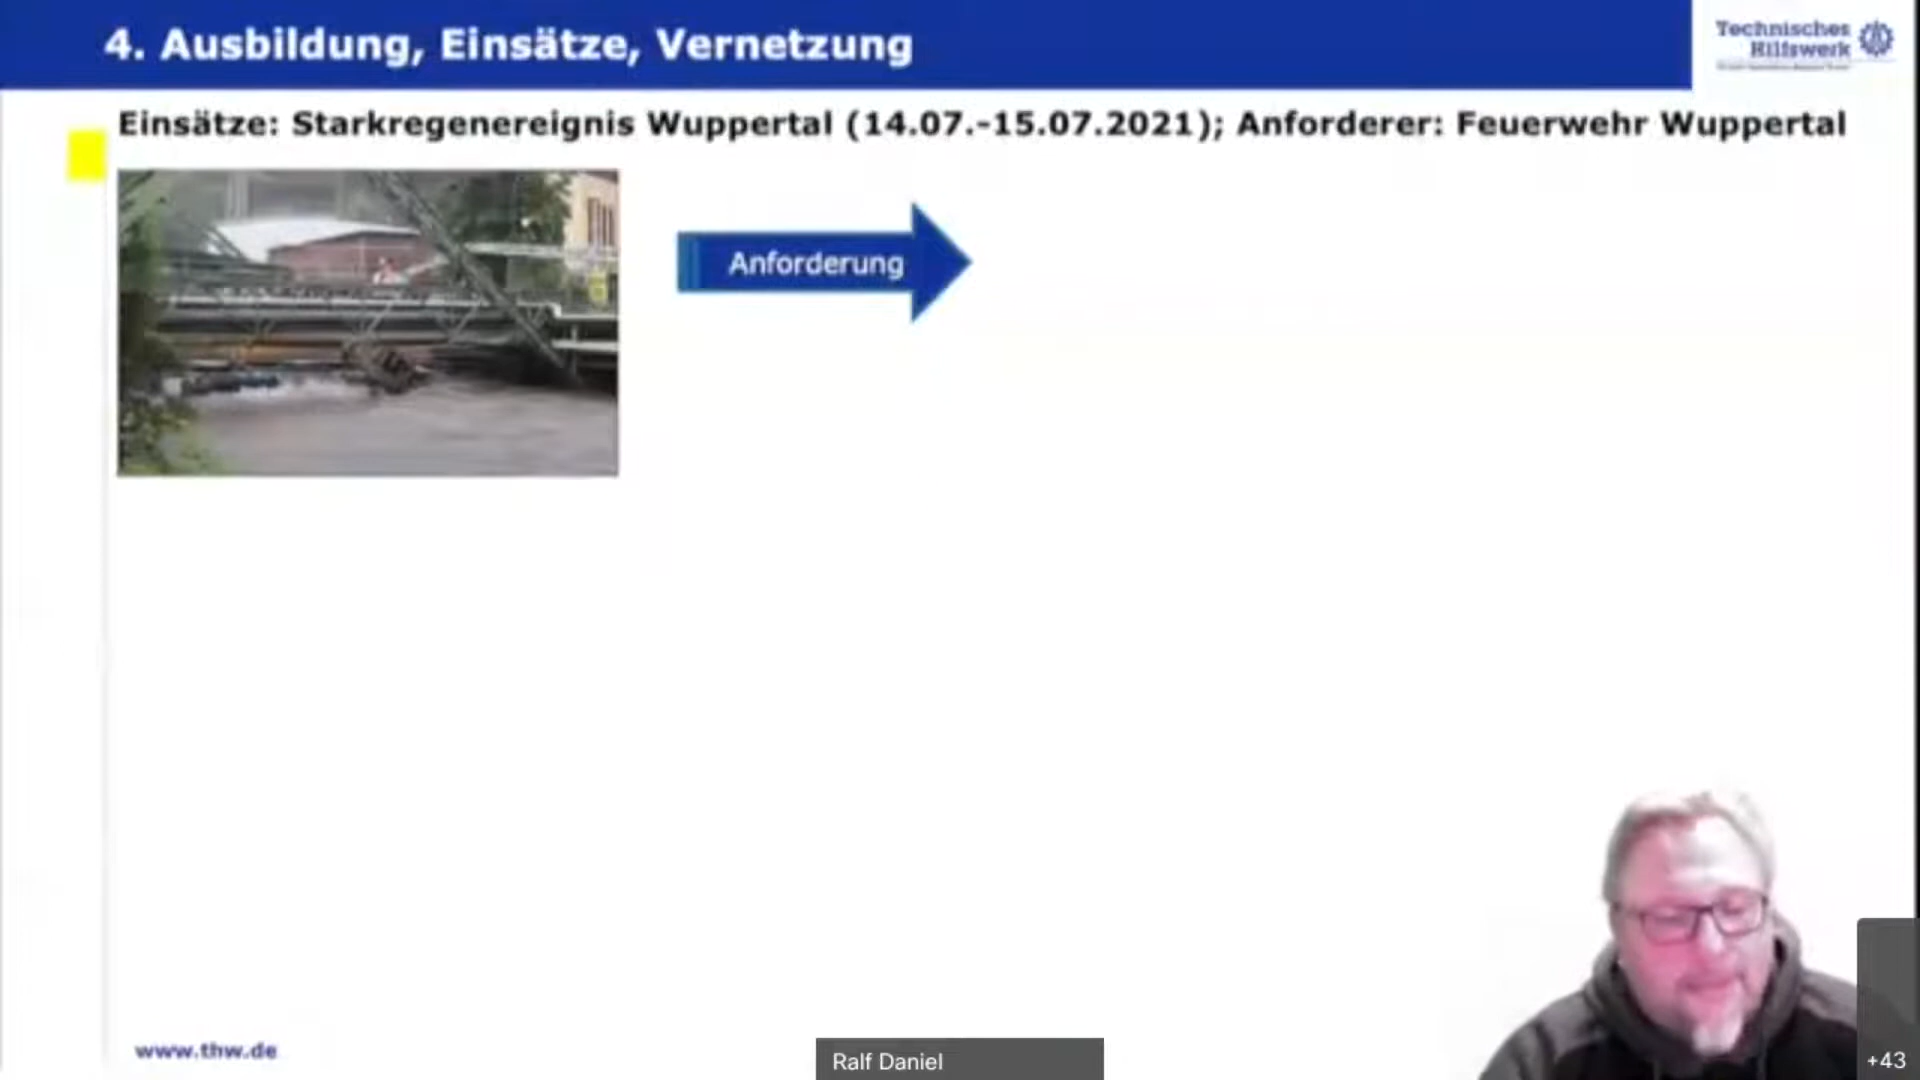 4. Ausbildung, Einsätze, Vernetzung
Technisches
Hilfswerk
Einsätze: Starkregenereignis Wuppertal (14.07.-15.07.2021); Anforderer: Feuerwehr Wuppertal
Anforderung
www.thw.de
Ralf Daniel
+43